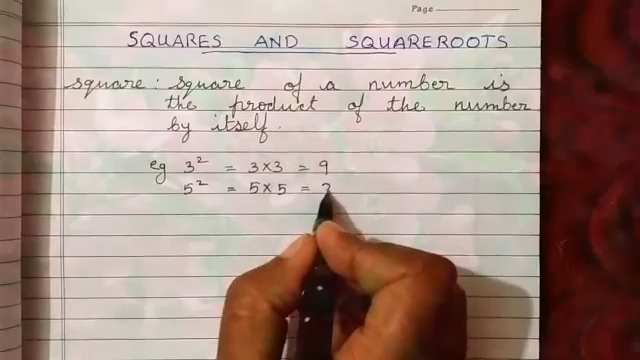 Page
SQUARES AND SQUAREROOTS
square : square of a number is
the product of the number
by itself.
eg 3² = 3×3 = 9
5² = 5×5 = 2